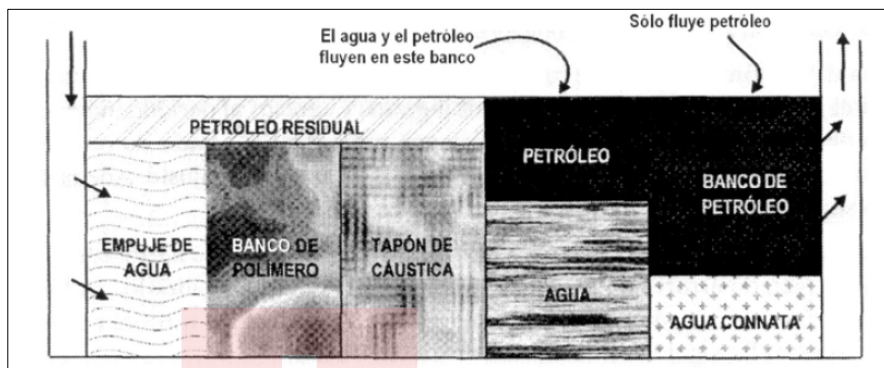 El agua y el petróleo
fluyen en este banco
Sólo fluye petróleo
PETROLEO RESIDUAL
PETRÓLEO
BANCO DE
PETRÓLEO
EMPUJE DE
AGUA
BANCO DE
POLÍMERO
TAPÓN DE
CÁUSTICA
AGUA
AGUA CONNATA